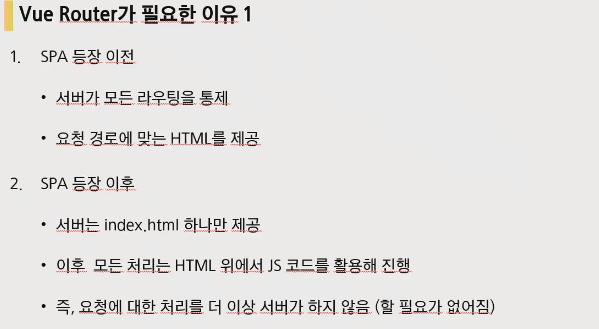 Vue Router가 필요한 이유 1
1. SPA 등장 이전
• 서버가 모든 라우팅을 통제
• 요청 경로에 맞는 HTML를 제공
2. SPA 등장 이후
• 서버는 index.html 하나만 제공
• 이후 모든 처리는 HTML 위에서 JS 코드를 활용해 진행
• 즉, 요청에 대한 처리를 더 이상 서버가 하지 않음 (할 필요가 없어짐)